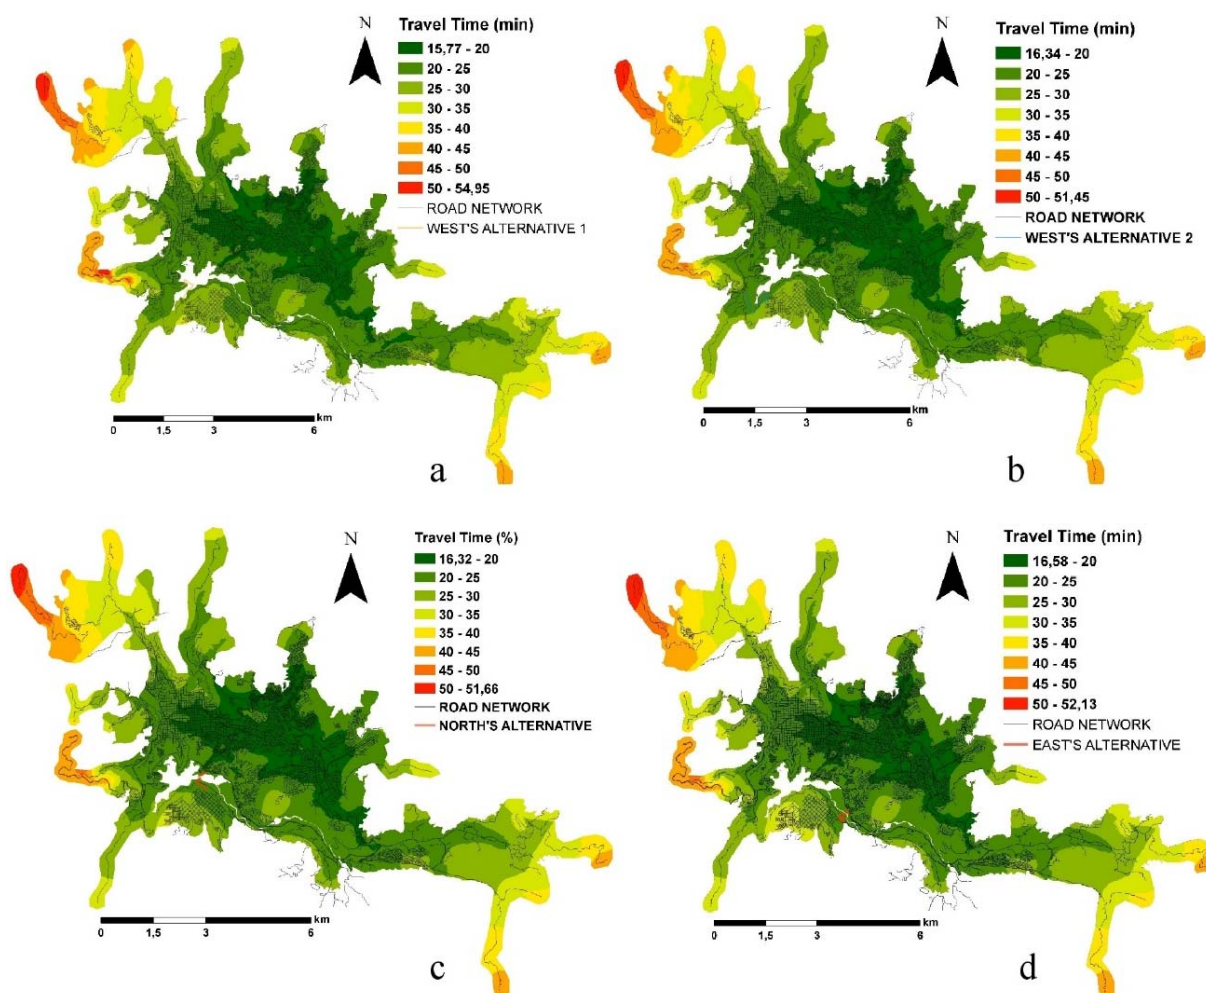 N
Travel Time (min)
15,77 - 20
20 - 25
25 - 30
30 - 35
35 - 40
40 - 45
45 - 50
50 - 54,95
ROAD NETWORK
WEST'S ALTERNATIVE 1
km
0 1,5 3 6
a
N
Travel Time (min)
16,34 - 20
20 - 25
25 - 30
30 - 35
35 - 40
40 - 45
45 - 50
50 - 51,45
ROAD NETWORK
WEST'S ALTERNATIVE 2
km
0 1,5 3 6
b
N
Travel Time (%)
16,32 - 20
20 - 25
25 - 30
30 - 35
35 - 40
40 - 45
45 - 50
50 - 51,66
ROAD NETWORK
NORTH'S ALTERNATIVE
km
0 1,5 3 6
c
N
Travel Time (min)
16,58 - 20
20 - 25
25 - 30
30 - 35
35 - 40
40 - 45
45 - 50
50 - 52,13
ROAD NETWORK
EAST'S ALTERNATIVE
km
0 1,5 3 6
d